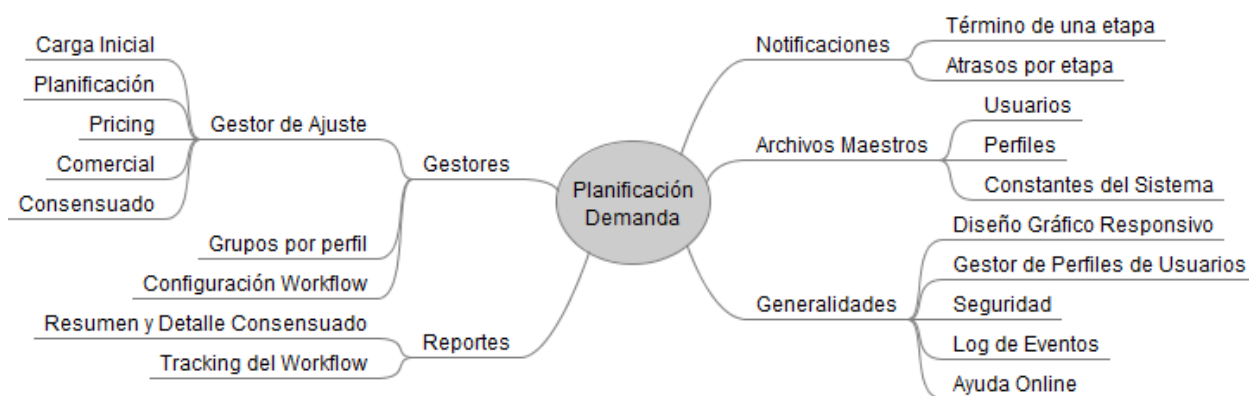 Carga Inicial
Planificación
Pricing
Comercial
Consensuado
Gestor de Ajuste
Grupos por perfil
Configuración Workflow
Gestores
Resumen y Detalle Consensuado
Tracking del Workflow
Reportes
Planificación
Demanda
Notificaciones
Término de una etapa
Atrasos por etapa
Archivos Maestros
Usuarios
Perfiles
Constantes del Sistema
Generalidades
Diseño Gráfico Responsivo
Gestor de Perfiles de Usuarios
Seguridad
Log de Eventos
Ayuda Online